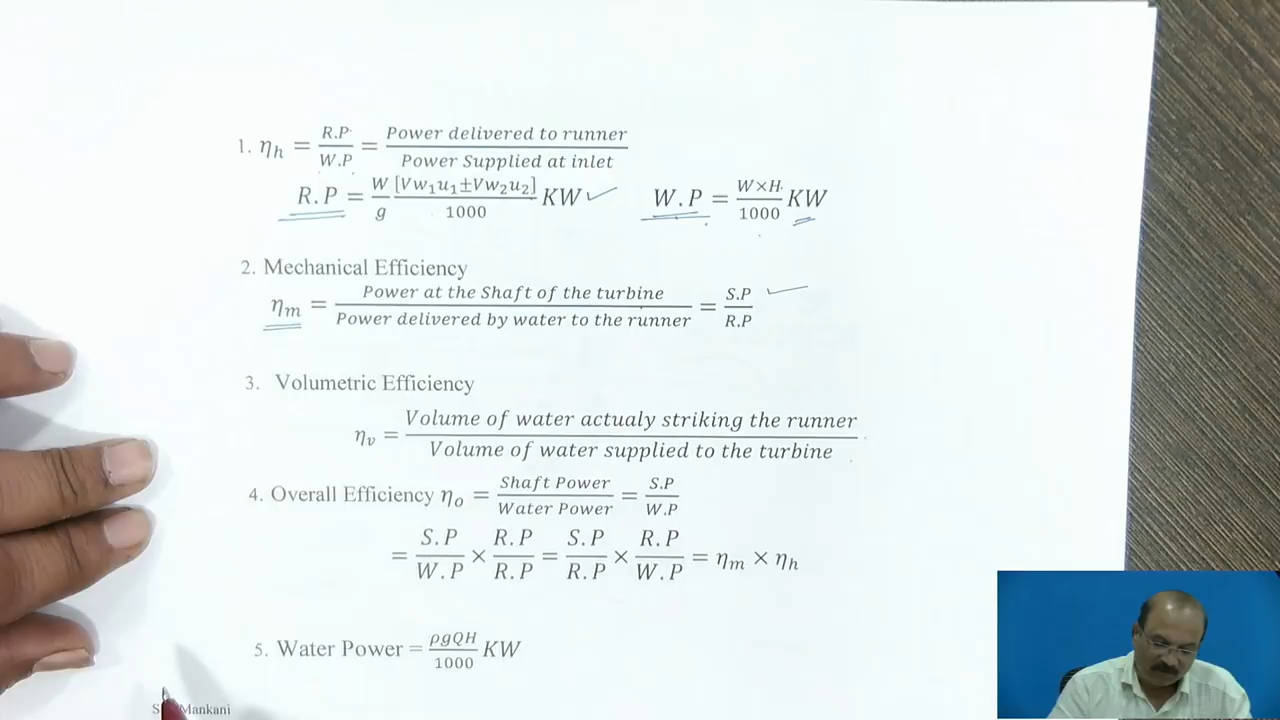 1. ηh = R.P / W.P = Power delivered to runner / Power Supplied at inlet
R.P = W/g [Vw1u1±Vw2u2]/1000 KW W.P = W×H/1000 KW
2. Mechanical Efficiency
ηm = Power at the Shaft of the turbine / Power delivered by water to the runner = S.P / R.P
3. Volumetric Efficiency
ηv = Volume of water actualy striking the runner / Volume of water supplied to the turbine
4. Overall Efficiency ηo = Shaft Power / Water Power = S.P / W.P
= S.P / W.P × R.P / R.P = S.P / R.P × R.P / W.P = ηm × ηh
5. Water Power = ρgQH / 1000 KW
Mankani